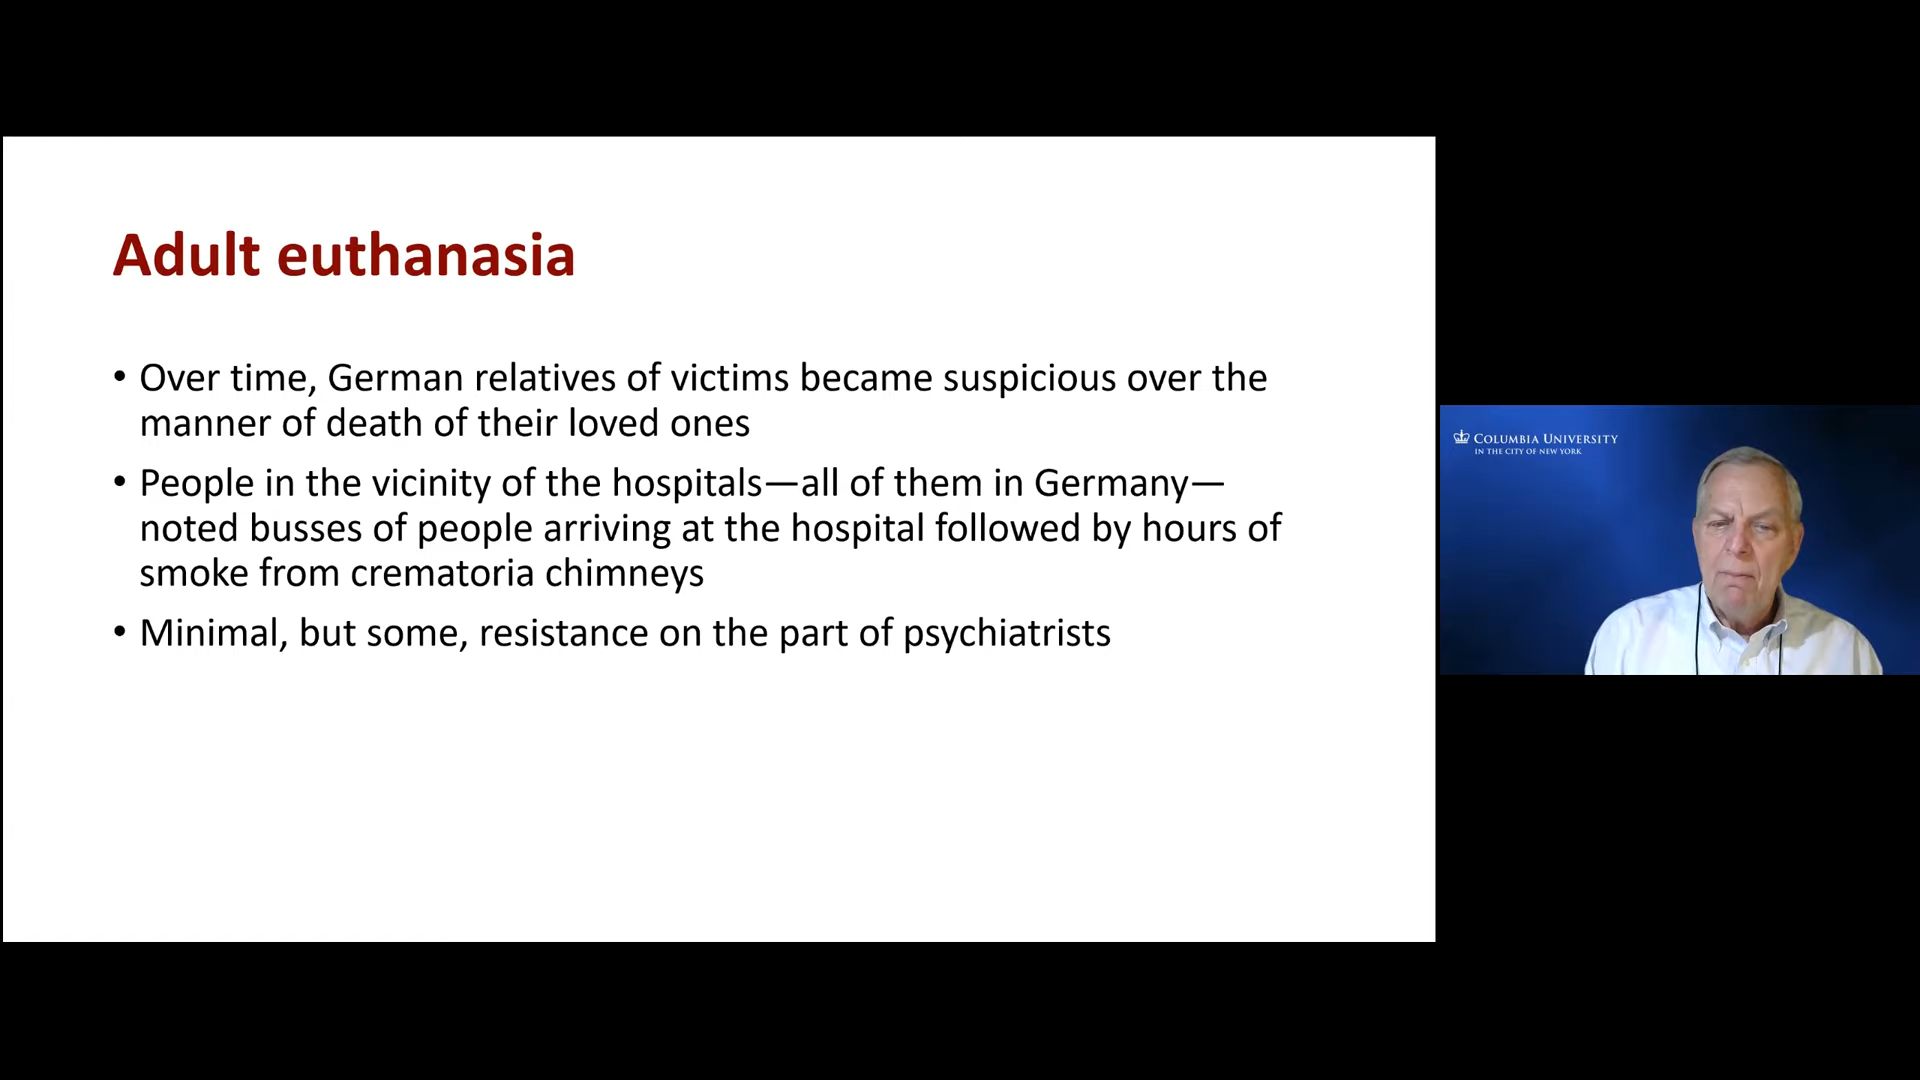 Adult euthanasia
• Over time, German relatives of victims became suspicious over the
manner of death of their loved ones
• People in the vicinity of the hospitals—all of them in Germany—
noted busses of people arriving at the hospital followed by hours of
smoke from crematoria chimneys
• Minimal, but some, resistance on the part of psychiatrists
COLUMBIA UNIVERSITY
IN THE CITY OF NEW YORK